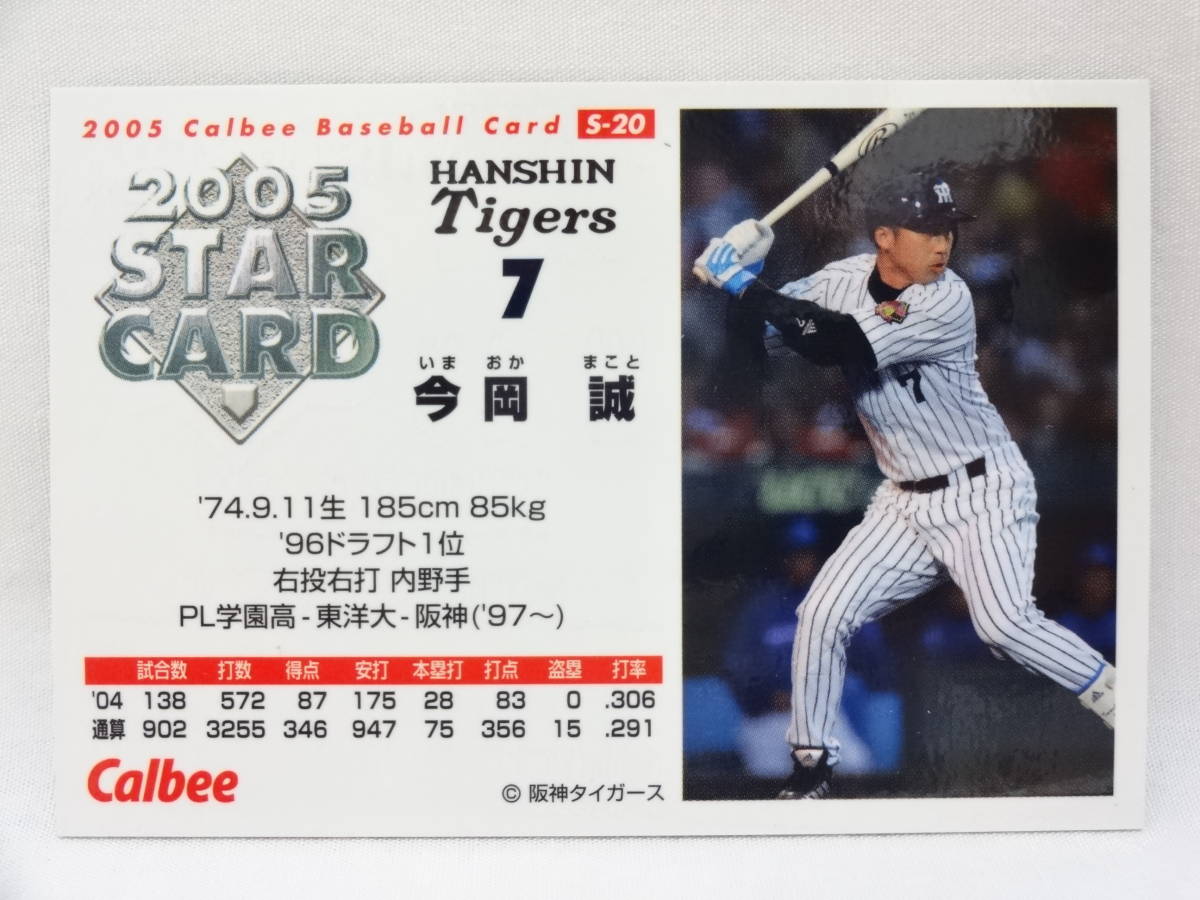 2005 Calbee Baseball Card S-20
2005
STAR
CARD
HANSHIN
Tigers
7
いま おか まこと
今岡 誠
'74.9.11生 185cm 85kg
'96ドラフト1位
右投右打 内野手
PL学園高-東洋大-阪神('97～)
試合数 打数 得点 安打 本塁打 打点 盗塁 打率
'04 138 572 87 175 28 83 0 .306
通算 902 3255 346 947 75 356 15 .291
Calbee
© 阪神タイガース
7